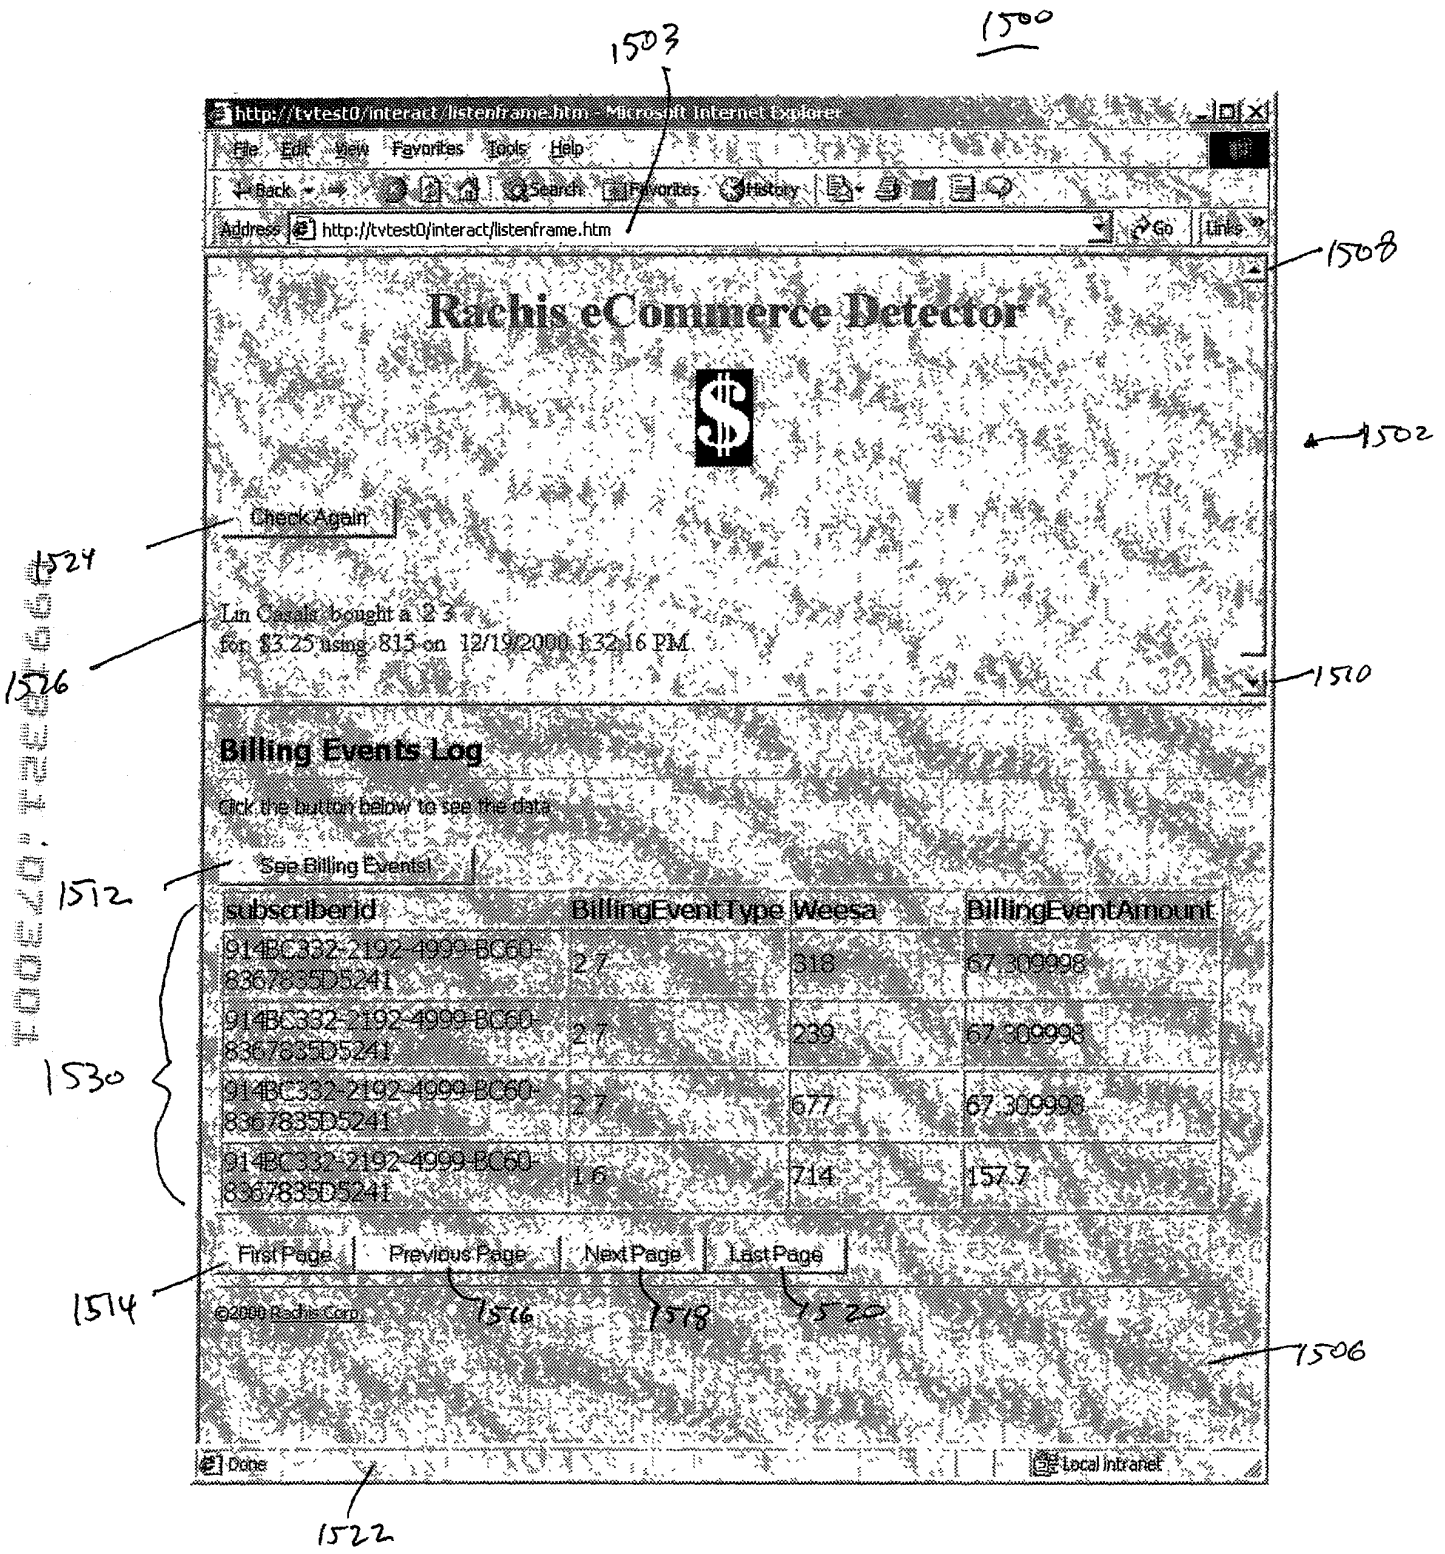 1500
1503
http://tvtest0/interact/listenframe.htm - Microsoft Internet Explorer
File Edit View Favorites Tools Help
Back Search Favorites History
Address http://tvtest0/interact/listenframe.htm Go Links »
1508
Rachis eCommerce Detector
$
1502
Check Again
1524
Lin Casals bought a 2 3
for $3.25 using 815 on 12/19/2000 1:32:16 PM.
1526
1510
Billing Events Log
Click the button below to see the data
See Billing Events!
1512
subscriberid BillingEventType Weesa BillingEventAmount
914BC332-2192-4999-BC60-
8367835D5241 2 7 318 67.309998
914BC332-2192-4999-BC60-
8367835D5241 2 7 239 67.309998
914BC332-2192-4999-BC60-
8367835D5241 2 7 677 67.309998
914BC332-2192-4999-BC60-
8367835D5241 1 6 714 157.7
1530
First Page Previous Page Next Page Last Page
1514
©2000 Rachis Corp.
1516 1518 1520
1506
Done Local intranet
1522